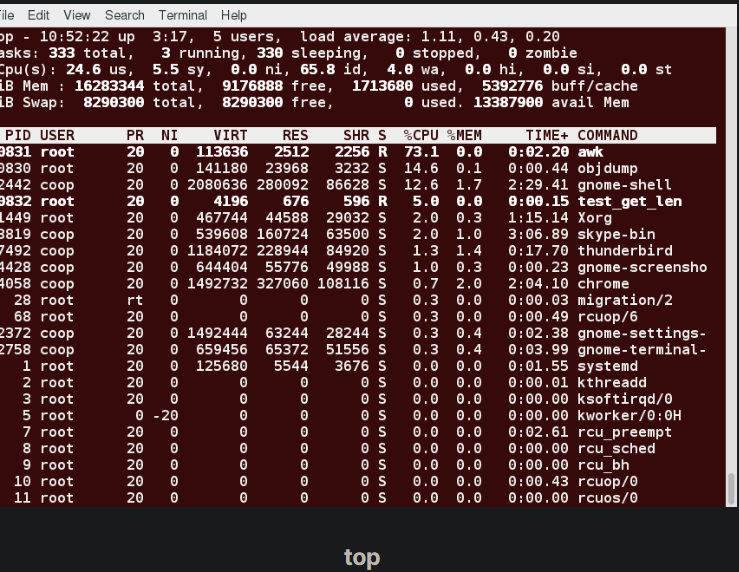 ile Edit View Search Terminal Help
op - 10:52:22 up 3:17, 5 users, load average: 1.11, 0.43, 0.20
asks: 333 total, 3 running, 330 sleeping, 0 stopped, 0 zombie
Cpu(s): 24.6 us, 5.5 sy, 0.0 ni, 65.8 id, 4.0 wa, 0.0 hi, 0.0 si, 0.0 st
iB Mem : 16283344 total, 9176888 free, 1713680 used, 5392776 buff/cache
iB Swap: 8290300 total, 8290300 free, 0 used. 13387900 avail Mem
PID USER PR NI VIRT RES SHR S %CPU %MEM TIME+ COMMAND
0831 root 20 0 113636 2512 2256 R 73.1 0.0 0:02.20 awk
0830 root 20 0 141180 23968 3232 S 14.6 0.1 0:00.44 objdump
2442 coop 20 0 2080636 280092 86628 S 12.6 1.7 2:29.41 gnome-shell
0832 root 20 0 4196 676 596 R 5.0 0.0 0:00.15 test_get_len
1449 root 20 0 467744 44588 29032 S 2.0 0.3 1:15.14 Xorg
3819 coop 20 0 539608 160724 63500 S 2.0 1.0 3:06.89 skype-bin
7492 coop 20 0 1184072 228944 84920 S 1.3 1.4 0:17.70 thunderbird
4428 coop 20 0 644404 55776 49988 S 1.0 0.3 0:00.23 gnome-screensho
4058 coop 20 0 1492732 327060 108116 S 0.7 2.0 2:04.10 chrome
28 root rt 0 0 0 0 S 0.3 0.0 0:00.03 migration/2
68 root 20 0 0 0 0 S 0.3 0.0 0:00.49 rcuop/6
2372 coop 20 0 1492444 63244 28244 S 0.3 0.4 0:02.38 gnome-settings-
2758 coop 20 0 659456 65372 51556 S 0.3 0.4 0:03.99 gnome-terminal-
1 root 20 0 125680 5544 3676 S 0.0 0.0 0:01.55 systemd
2 root 20 0 0 0 0 S 0.0 0.0 0:00.01 kthreadd
3 root 20 0 0 0 0 S 0.0 0.0 0:00.00 ksoftirqd/0
5 root 0 -20 0 0 0 S 0.0 0.0 0:00.00 kworker/0:0H
7 root 20 0 0 0 0 S 0.0 0.0 0:02.61 rcu_preempt
8 root 20 0 0 0 0 S 0.0 0.0 0:00.00 rcu_sched
9 root 20 0 0 0 0 S 0.0 0.0 0:00.00 rcu_bh
10 root 20 0 0 0 0 S 0.0 0.0 0:00.43 rcuop/0
11 root 20 0 0 0 0 S 0.0 0.0 0:00.00 rcuos/0
top